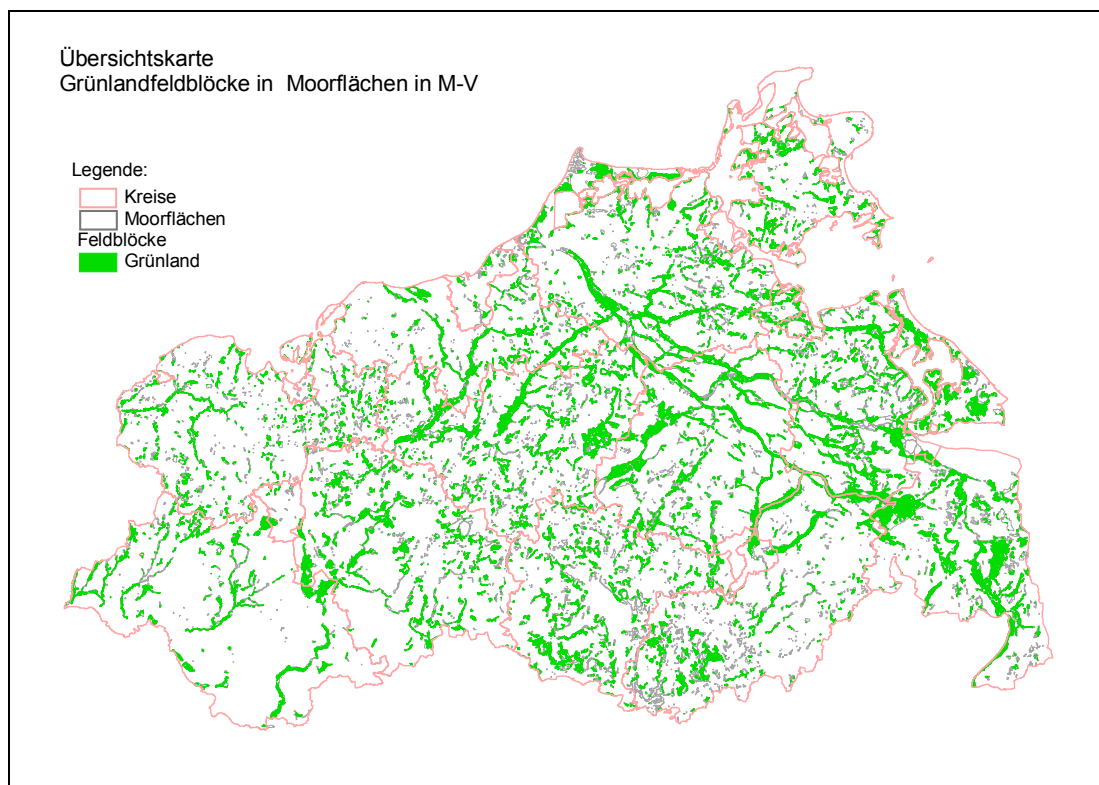 Übersichtskarte
Grünlandfeldblöcke in Moorflächen in M-V
Legende:
Kreise
Moorflächen
Feldblöcke
Grünland